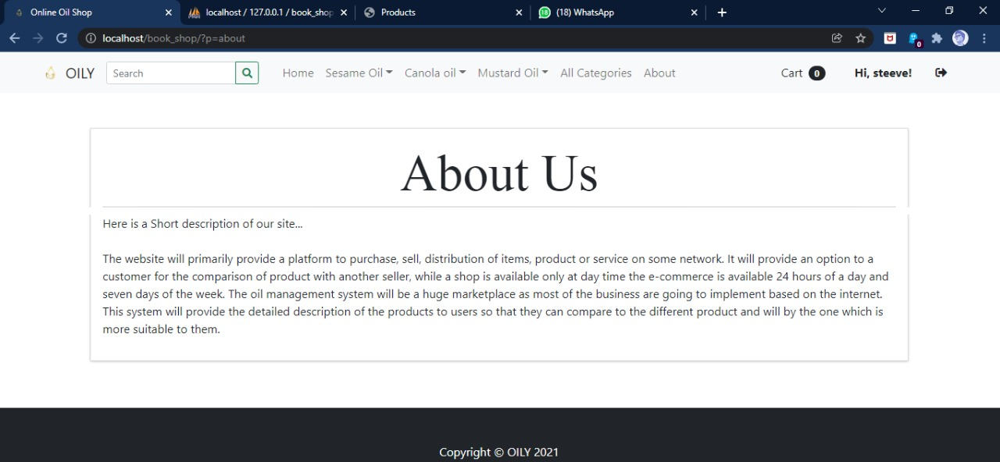 Online Oil Shop
localhost / 127.0.0.1 / book_shop
Products
(18) WhatsApp
localhost/book_shop/?p=about
0
OILY
Search
Home
Sesame Oil
Canola oil
Mustard Oil
All Categories
About
Cart 0
Hi, steeve!
About Us
Here is a Short description of our site...
The website will primarily provide a platform to purchase, sell, distribution of items, product or service on some network. It will provide an option to a
customer for the comparison of product with another seller, while a shop is available only at day time the e-commerce is available 24 hours of a day and
seven days of the week. The oil management system will be a huge marketplace as most of the business are going to implement based on the internet.
This system will provide the detailed description of the products to users so that they can compare to the different product and will by the one which is
more suitable to them.
Copyright © OILY 2021